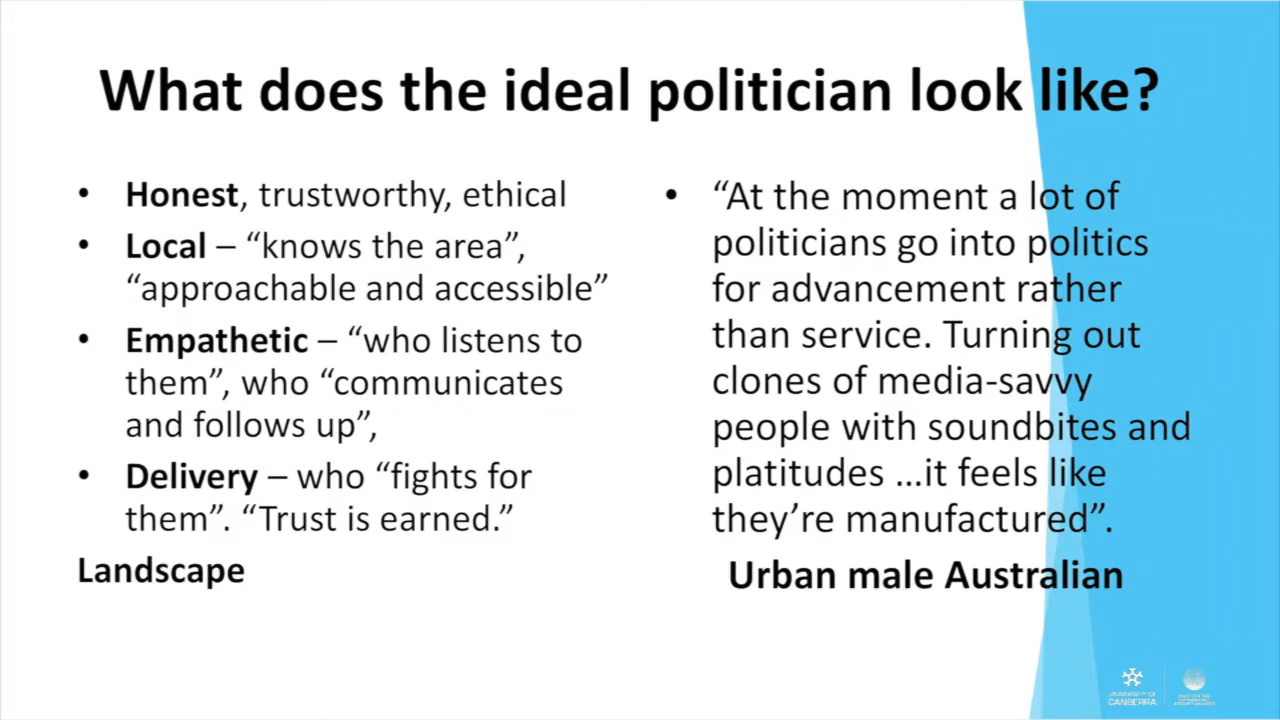 What does the ideal politician look like?
• Honest, trustworthy, ethical
• Local – “knows the area”,
“approachable and accessible”
• Empathetic – “who listens to
them”, who “communicates
and follows up”,
• Delivery – who “fights for
them”. “Trust is earned.”
Landscape
• “At the moment a lot of
politicians go into politics
for advancement rather
than service. Turning out
clones of media-savvy
people with soundbites and
platitudes …it feels like
they’re manufactured”.
Urban male Australian
UNIVERSITY OF
CANBERRA